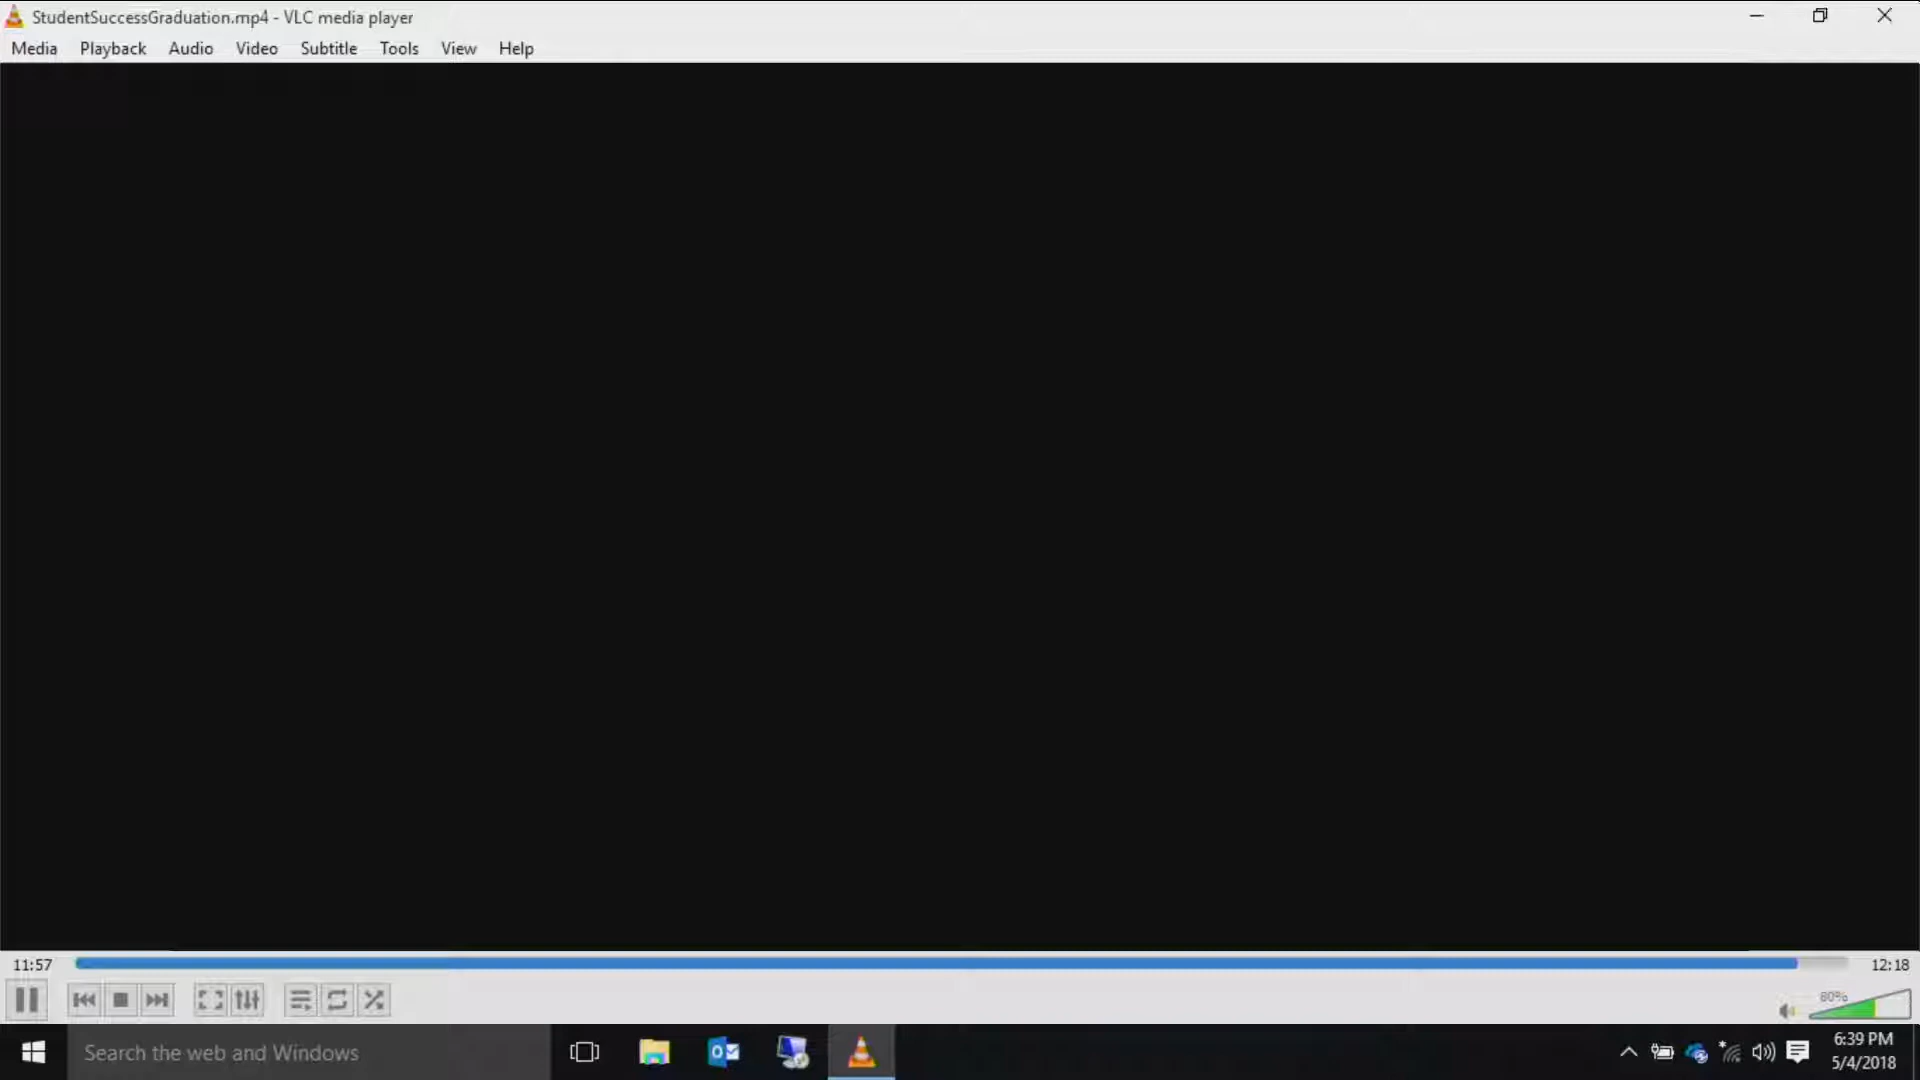 StudentSuccessGraduation.mp4 - VLC media player
Media Playback Audio Video Subtitle Tools View Help
11:57 12:18
80%
Search the web and Windows
6:39 PM
5/4/2018